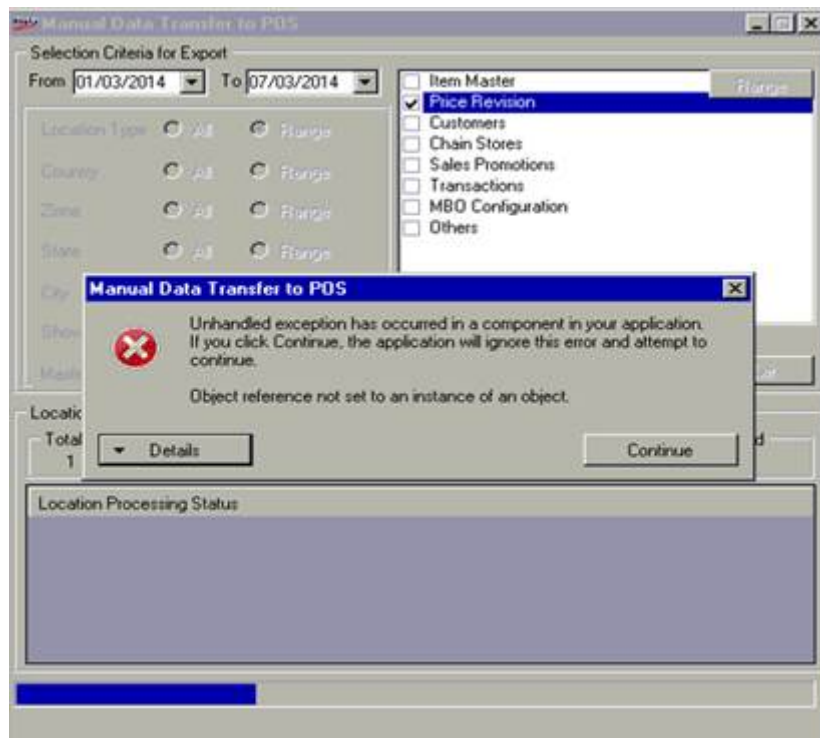 Manual Data Transfer to POS
Selection Criteria for Export
From 01/03/2014 To 07/03/2014
Item Master
Range
Price Revision
Customers
Chain Stores
Sales Promotions
Transactions
MBO Configuration
Others
Location Type All Range
Country All Range
Zone All Range
State All Range
City
Manual Data Transfer to POS
Unhandled exception has occurred in a component in your application.
If you click Continue, the application will ignore this error and attempt to
continue.
Object reference not set to an instance of an object.
Details
Continue
Total
1
Location Processing Status